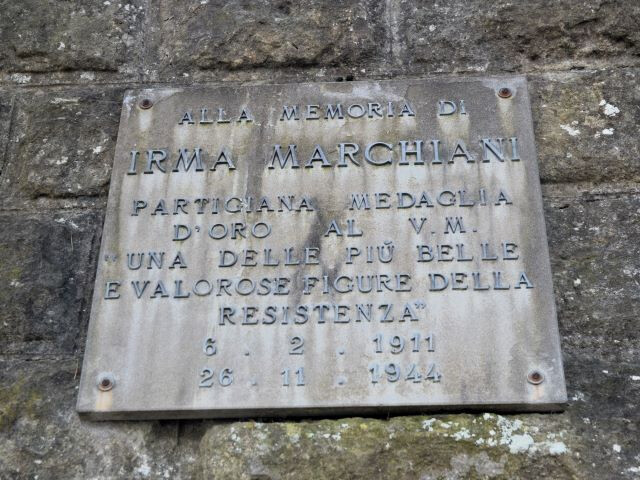 ALLA MEMORIA DI
IRMA MARCHIANI
PARTIGIANA MEDAGLIA
D'ORO AL V.M.
"UNA DELLE PIÙ BELLE
E VALOROSE FIGURE DELLA
RESISTENZA"
6 . 2 . 1911
26 . 11 . 1944